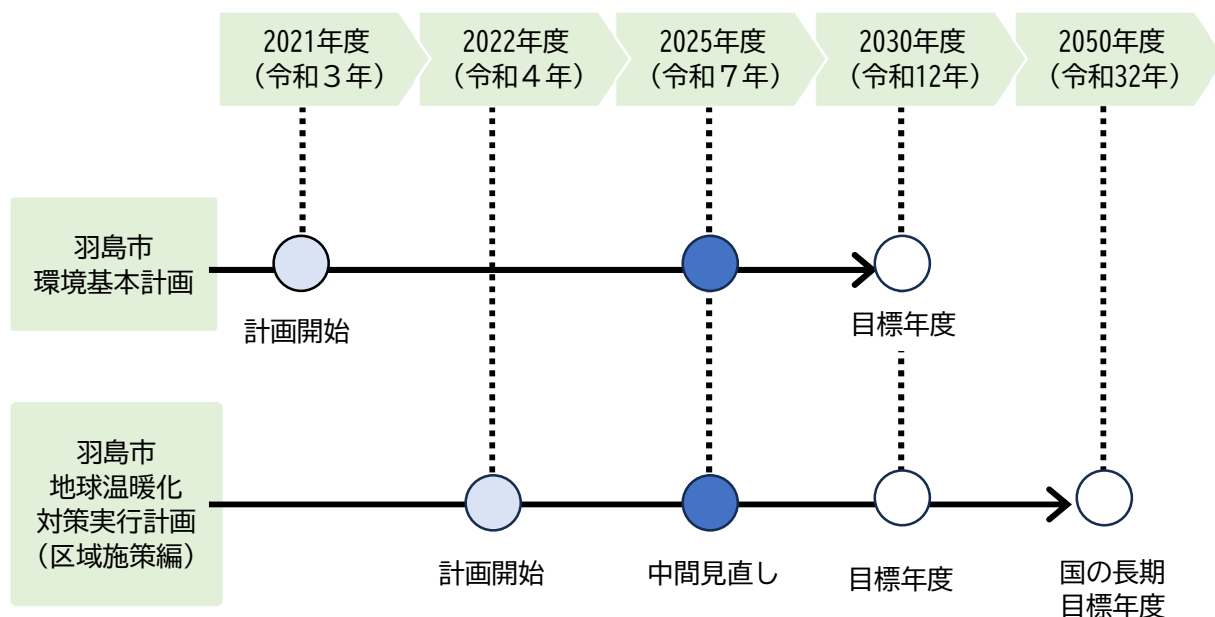 2021年度
（令和３年）
2022年度
（令和４年）
2025年度
（令和７年）
2030年度
（令和12年）
2050年度
（令和32年）
羽島市
環境基本計画
計画開始
目標年度
羽島市
地球温暖化
対策実行計画
（区域施策編）
計画開始
中間見直し
目標年度
国の長期
目標年度